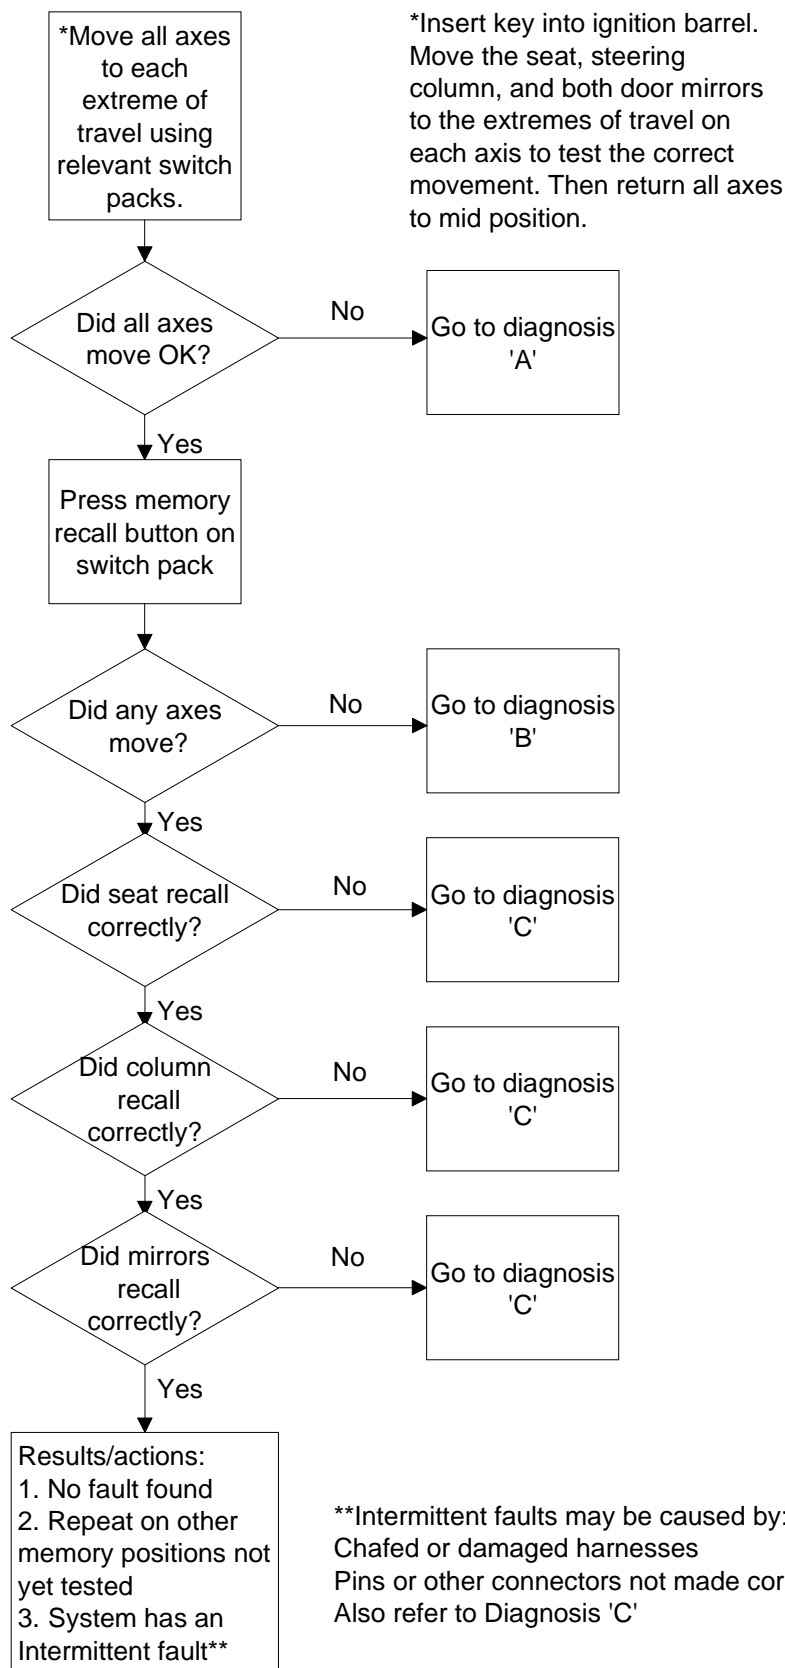 *Move all axes
to each
extreme of
travel using
relevant switch
packs.
*Insert key into ignition barrel.
Move the seat, steering
column, and both door mirrors
to the extremes of travel on
each axis to test the correct
movement. Then return all axes
to mid position.
Did all axes
move OK?
No
Go to diagnosis
'A'
Yes
Press memory
recall button on
switch pack
Did any axes
move?
No
Go to diagnosis
'B'
Yes
Did seat recall
correctly?
No
Go to diagnosis
'C'
Yes
Did column
recall
correctly?
No
Go to diagnosis
'C'
Yes
Did mirrors
recall
correctly?
No
Go to diagnosis
'C'
Yes
Results/actions:
1. No fault found
2. Repeat on other
memory positions not
yet tested
3. System has an
Intermittent fault**
**Intermittent faults may be caused by:
Chafed or damaged harnesses
Pins or other connectors not made
Also refer to Diagnosis 'C'